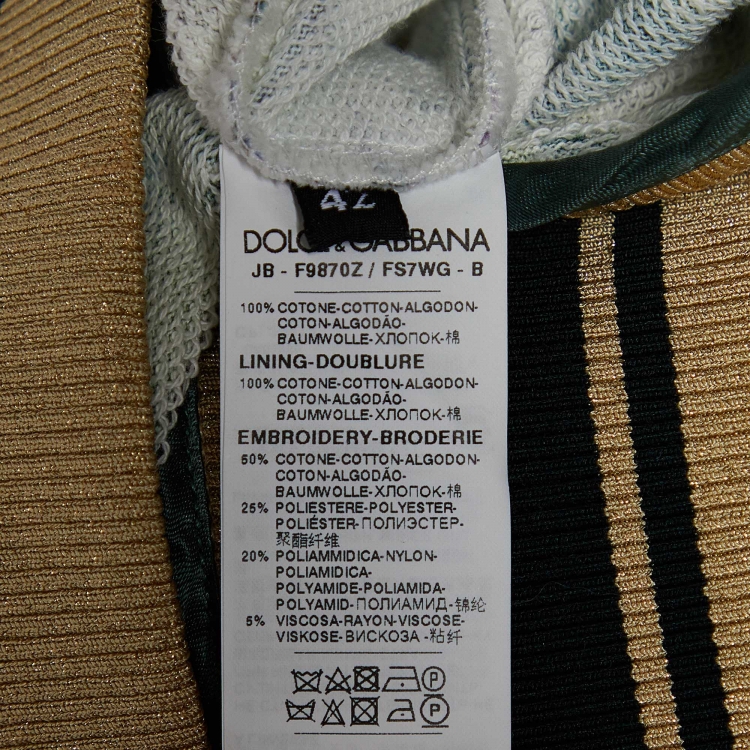 42
DOLCE&GABBANA
JB - F9870Z / FS7WG - B
100% COTONE-COTTON-ALGODON-
COTON-ALGODÃO-
BAUMWOLLE-ХЛОПОК-棉
LINING-DOUBLURE
100% COTONE-COTTON-ALGODON-
COTON-ALGODÃO-
BAUMWOLLE-ХЛОПОК-棉
EMBROIDERY-BRODERIE
50% COTONE-COTTON-ALGODON-
COTON-ALGODÃO-
BAUMWOLLE-ХЛОПОК-棉
25% POLIESTERE-POLYESTER-
POLIÉSTER-ПОЛИЭСТЕР-
聚酯纤维
20% POLIAMMIDICA-NYLON-
POLIAMIDICA-
POLYAMIDE-POLIAMIDA-
POLYAMID-ПОЛИАМИД-锦纶
5% VISCOSA-RAYON-VISCOSE-
VISKOSE-ВИСКОЗА-粘纤
P
P